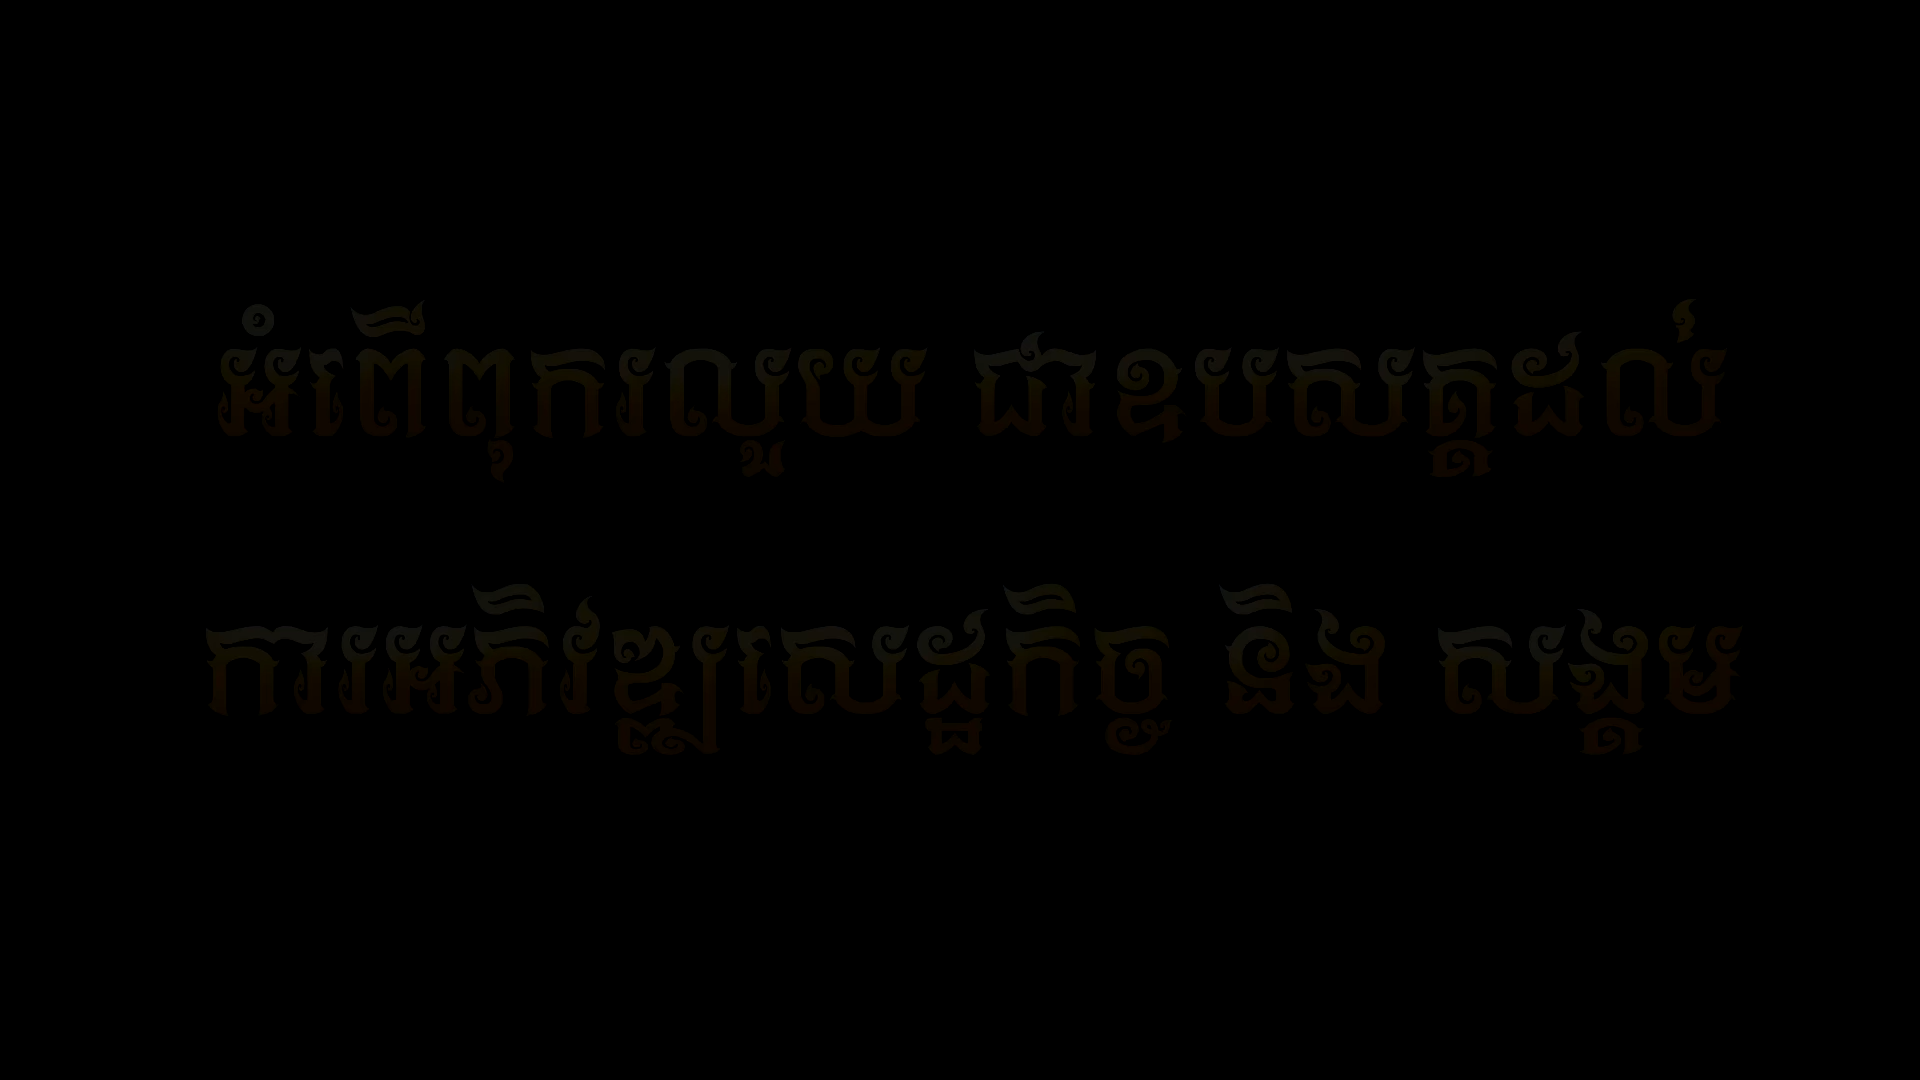 អំពើពុករលួយ ជាឧបសគ្គដល់
ការអភិវឌ្ឍរសេដ្ឋកិច្ច និង សង្គម